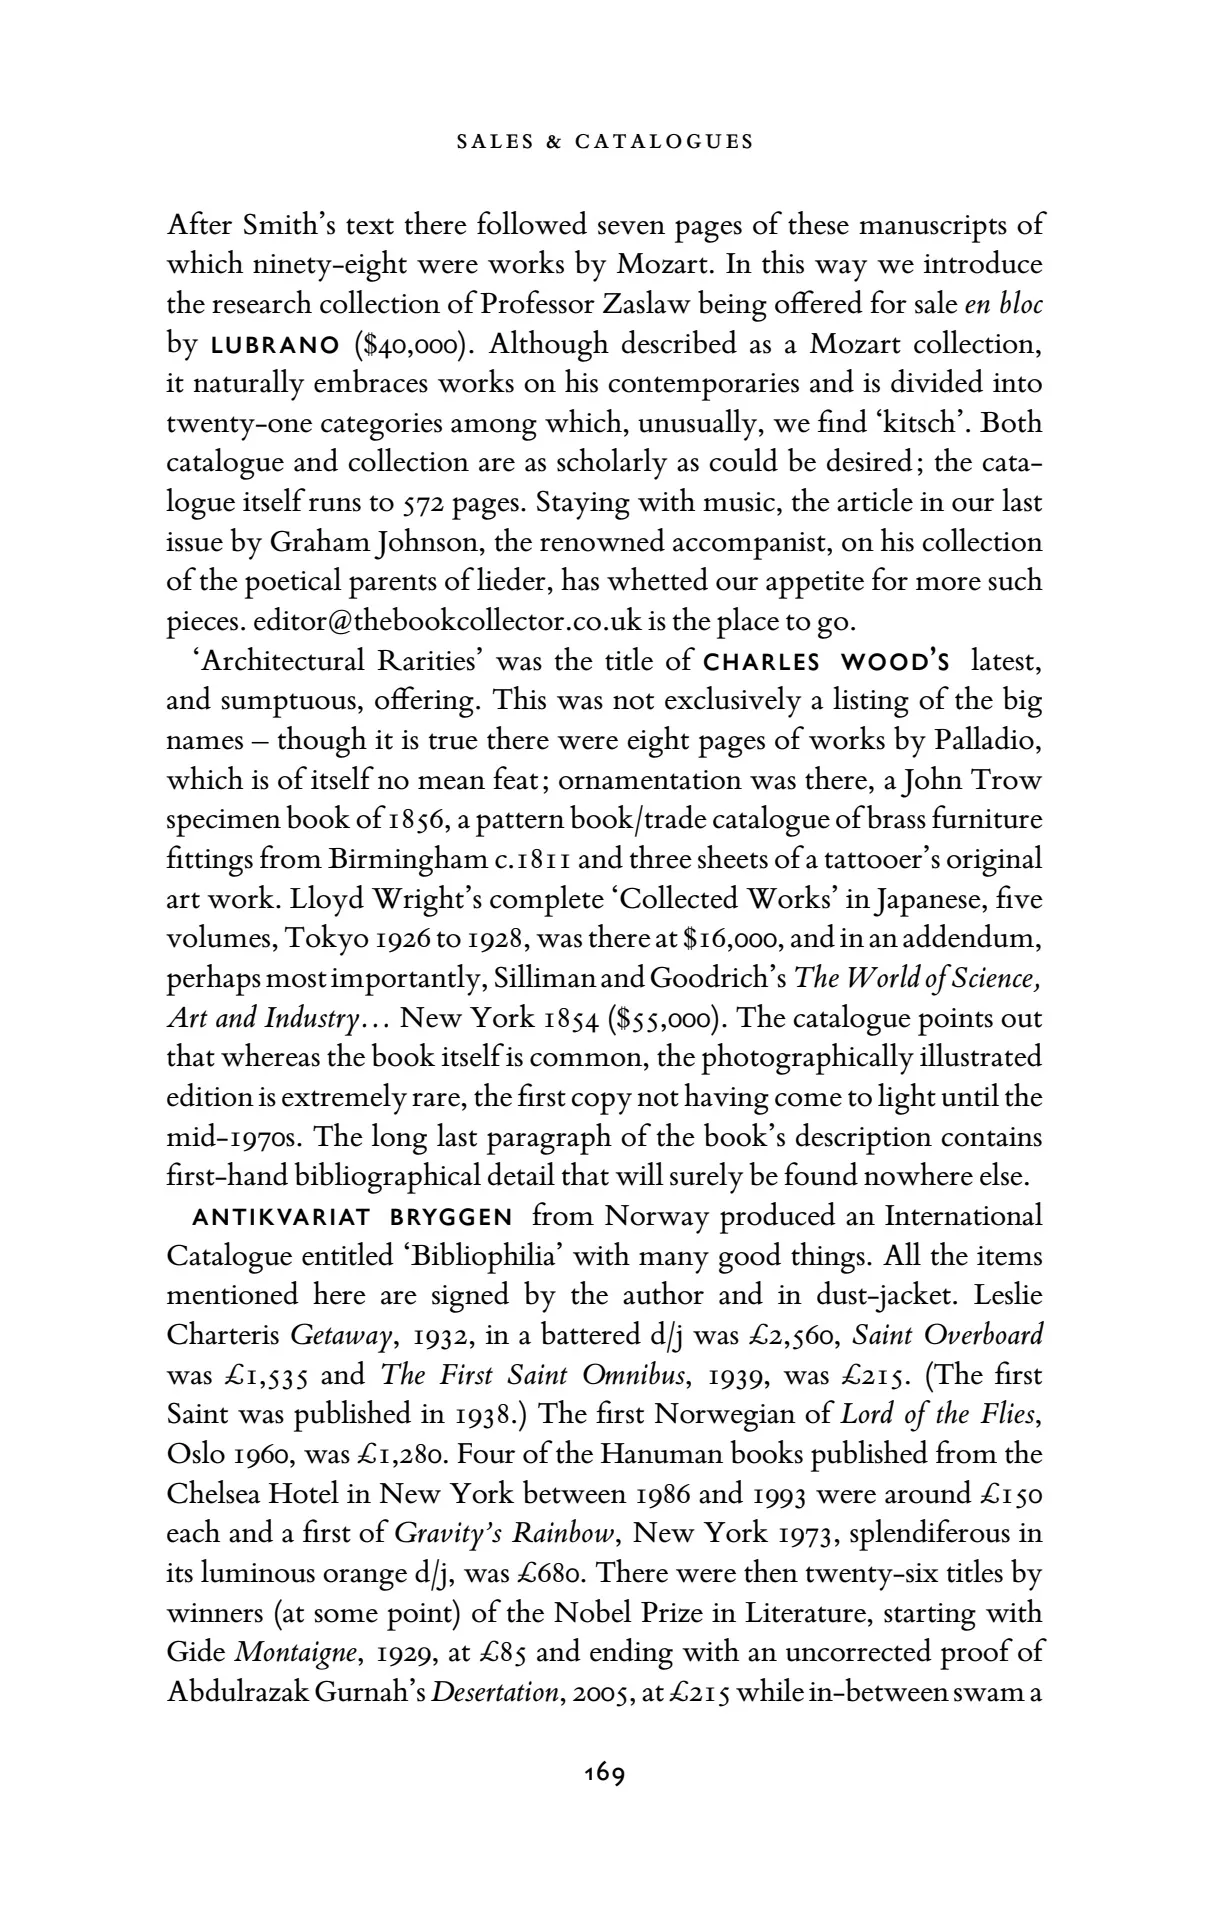 SALES & CATALOGUES
After Smith’s text there followed seven pages of these manuscripts of
which ninety-eight were works by Mozart. In this way we introduce
the research collection of Professor Zaslaw being offered for sale en bloc
by LUBRANO ($40,000). Although described as a Mozart collection,
it naturally embraces works on his contemporaries and is divided into
twenty-one categories among which, unusually, we find ‘kitsch’. Both
catalogue and collection are as scholarly as could be desired; the cata-
logue itself runs to 572 pages. Staying with music, the article in our last
issue by Graham Johnson, the renowned accompanist, on his collection
of the poetical parents of lieder, has whetted our appetite for more such
pieces. editor@thebookcollector.co.uk is the place to go.
‘Architectural Rarities’ was the title of CHARLES WOOD’S latest,
and sumptuous, offering. This was not exclusively a listing of the big
names – though it is true there were eight pages of works by Palladio,
which is of itself no mean feat; ornamentation was there, a John Trow
specimen book of 1856, a pattern book/trade catalogue of brass furniture
fittings from Birmingham c.1811 and three sheets of a tattooer’s original
art work. Lloyd Wright’s complete ‘Collected Works’ in Japanese, five
volumes, Tokyo 1926 to 1928, was there at $16,000, and in an addendum,
perhaps most importantly, Silliman and Goodrich’s The World of Science,
Art and Industry… New York 1854 ($55,000). The catalogue points out
that whereas the book itself is common, the photographically illustrated
edition is extremely rare, the first copy not having come to light until the
mid-1970s. The long last paragraph of the book’s description contains
first-hand bibliographical detail that will surely be found nowhere else.
ANTIKVARIAT BRYGGEN from Norway produced an International
Catalogue entitled ‘Bibliophilia’ with many good things. All the items
mentioned here are signed by the author and in dust-jacket. Leslie
Charteris Getaway, 1932, in a battered d/j was £2,560, Saint Overboard
was £1,535 and The First Saint Omnibus, 1939, was £215. (The first
Saint was published in 1938.) The first Norwegian of Lord of the Flies,
Oslo 1960, was £1,280. Four of the Hanuman books published from the
Chelsea Hotel in New York between 1986 and 1993 were around £150
each and a first of Gravity’s Rainbow, New York 1973, splendiferous in
its luminous orange d/j, was £680. There were then twenty-six titles by
winners (at some point) of the Nobel Prize in Literature, starting with
Gide Montaigne, 1929, at £85 and ending with an uncorrected proof of
Abdulrazak Gurnah’s Desertation, 2005, at £215 while in-between swam a
169